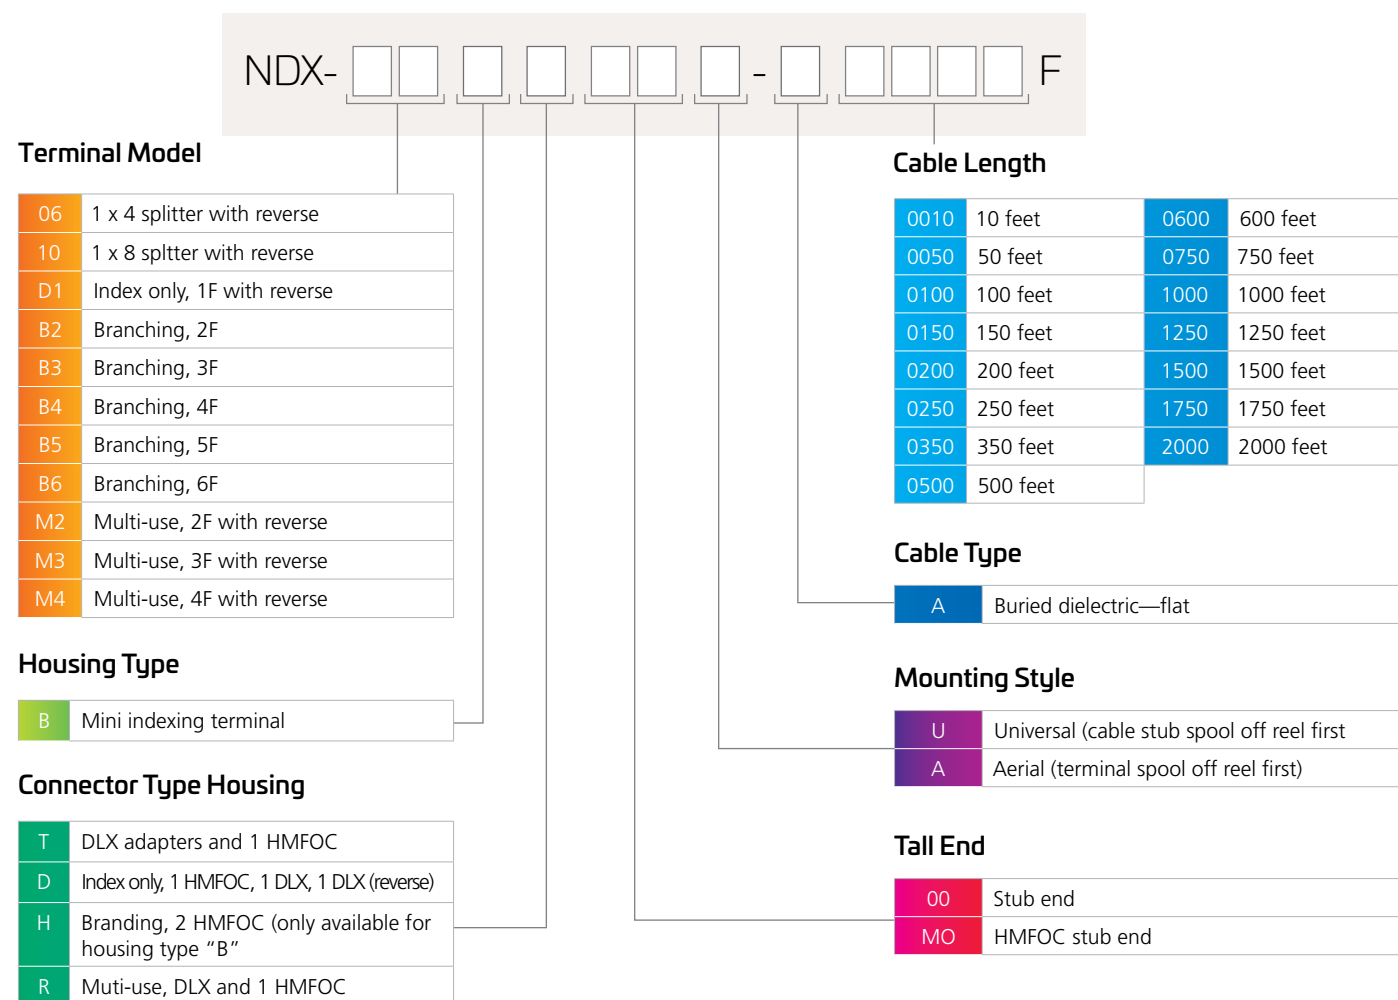 NDX- - F
Terminal Model
06 1 x 4 splitter with reverse
10 1 x 8 spltter with reverse
D1 Index only, 1F with reverse
B2 Branching, 2F
B3 Branching, 3F
B4 Branching, 4F
B5 Branching, 5F
B6 Branching, 6F
M2 Multi-use, 2F with reverse
M3 Multi-use, 3F with reverse
M4 Multi-use, 4F with reverse
Housing Type
B Mini indexing terminal
Connector Type Housing
T DLX adapters and 1 HMFOC
D Index only, 1 HMFOC, 1 DLX, 1 DLX (reverse)
H Branding, 2 HMFOC (only available for
housing type “B”
R Muti-use, DLX and 1 HMFOC
Cable Length
0010 10 feet 0600 600 feet
0050 50 feet 0750 750 feet
0100 100 feet 1000 1000 feet
0150 150 feet 1250 1250 feet
0200 200 feet 1500 1500 feet
0250 250 feet 1750 1750 feet
0350 350 feet 2000 2000 feet
0500 500 feet
Cable Type
A Buried dielectric—flat
Mounting Style
U Universal (cable stub spool off reel first
A Aerial (terminal spool off reel first)
Tall End
00 Stub end
MO HMFOC stub end